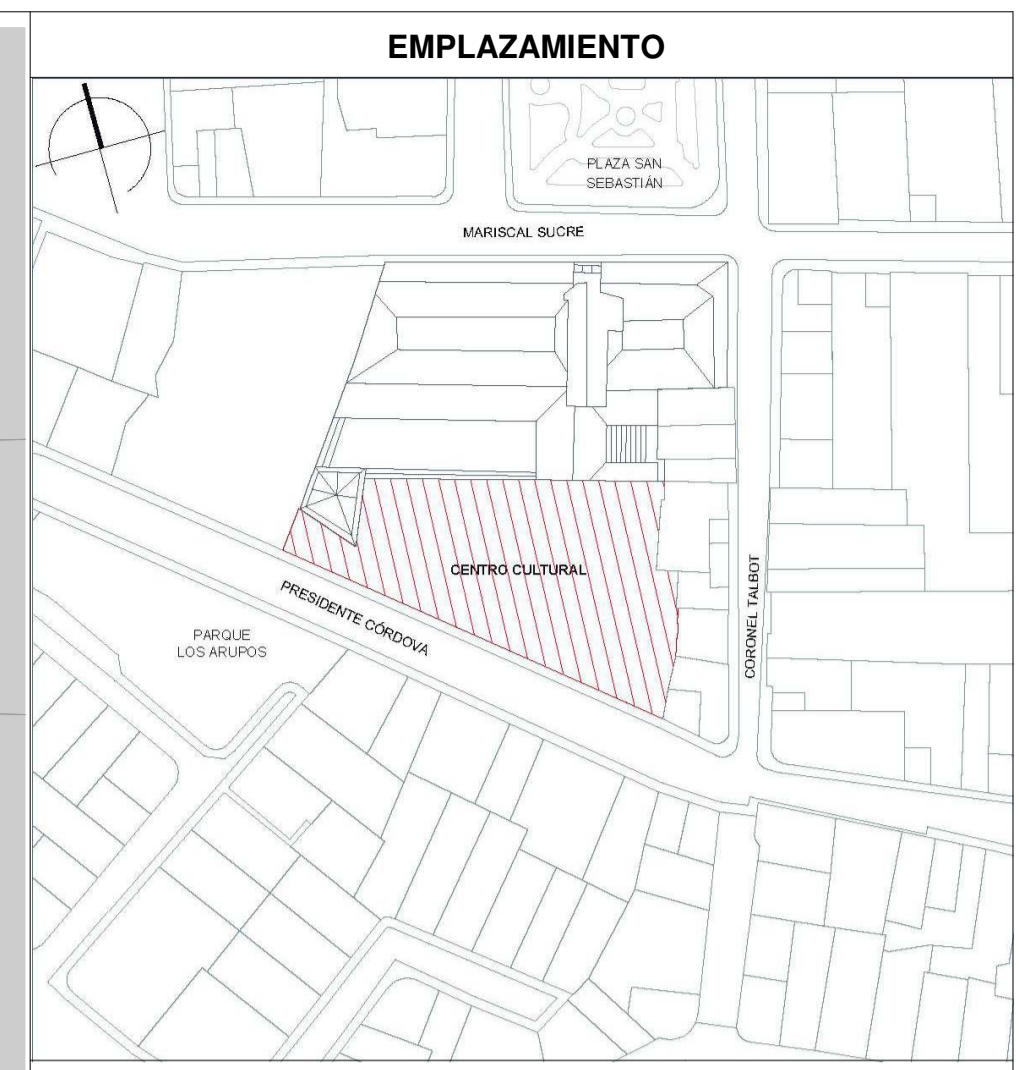 EMPLAZAMIENTO
PLAZA SAN
SEBASTIÁN
MARISCAL SUCRE
CENTRO CULTURAL
PRESIDENTE CÓRDOVA
CORONEL TALBOT
PARQUE
LOS ARUPOS